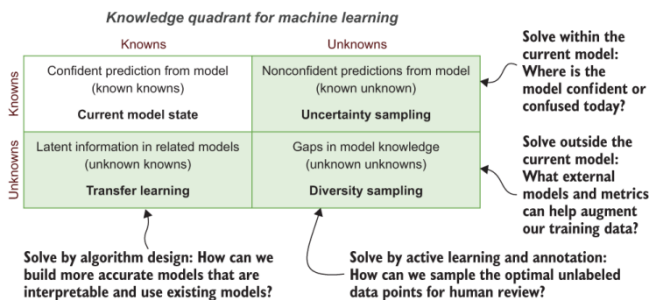 Knowledge quadrant for machine learning
Knowns
Unknowns
Knowns
Confident prediction from model
(known knowns)
Current model state
Nonconfident predictions from model
(known unknown)
Uncertainty sampling
Unknowns
Latent information in related models
(unknown knowns)
Transfer learning
Gaps in model knowledge
(unknown unknowns)
Diversity sampling
Solve within the
current model:
Where is the
model confident or
confused today?
Solve outside the
current model:
What external
models and metrics
can help augment
our training data?
Solve by algorithm design: How can we
build more accurate models that are
interpretable and use existing models?
Solve by active learning and annotation:
How can we sample the optimal unlabeled
data points for human review?